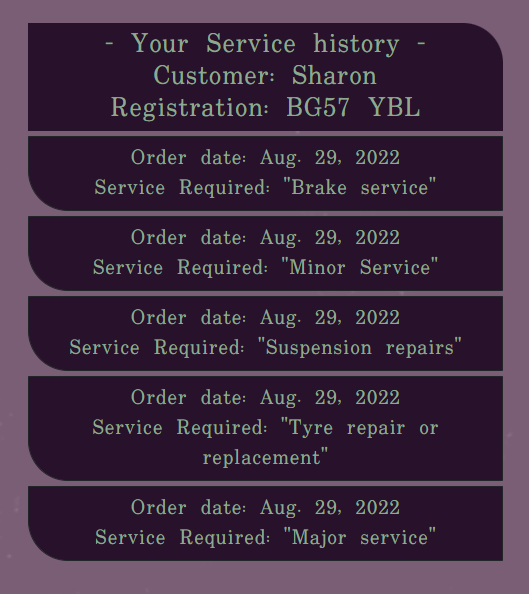 - Your Service history -
Customer: Sharon
Registration: BG57 YBL
Order date: Aug. 29, 2022
Service Required: "Brake service"
Order date: Aug. 29, 2022
Service Required: "Minor Service"
Order date: Aug. 29, 2022
Service Required: "Suspension repairs"
Order date: Aug. 29, 2022
Service Required: "Tyre repair or
replacement"
Order date: Aug. 29, 2022
Service Required: "Major service"